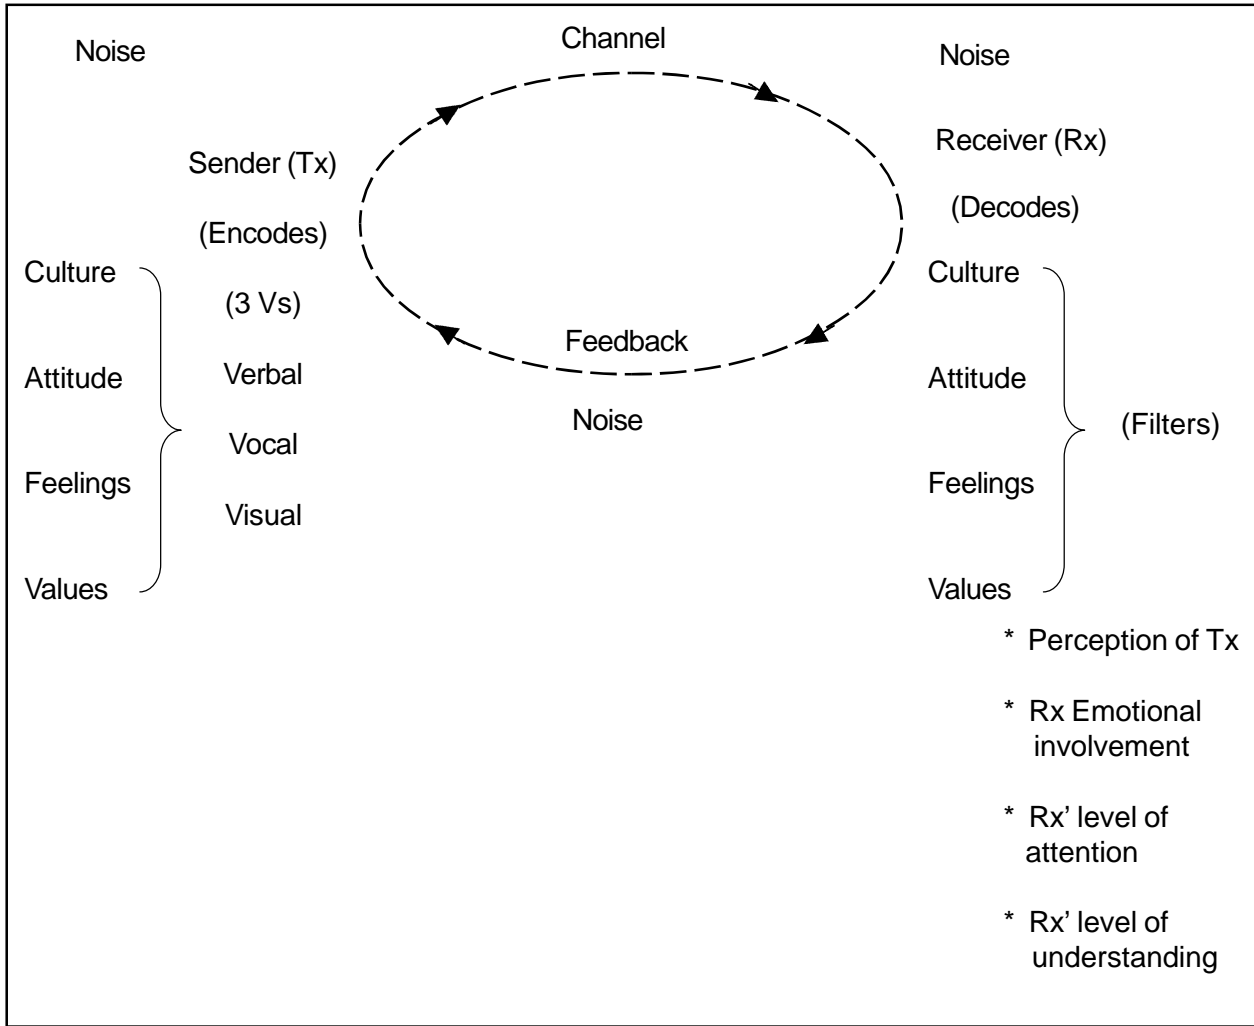 Noise
Channel
Noise
Sender (Tx)
Receiver (Rx)
(Encodes)
(Decodes)
Culture
(3 Vs)
Culture
Feedback
Attitude
Verbal
Attitude
Noise
(Filters)
Vocal
Feelings
Feelings
Visual
Values
Values
* Perception of Tx
* Rx Emotional
involvement
* Rx’ level of
attention
* Rx’ level of
understanding